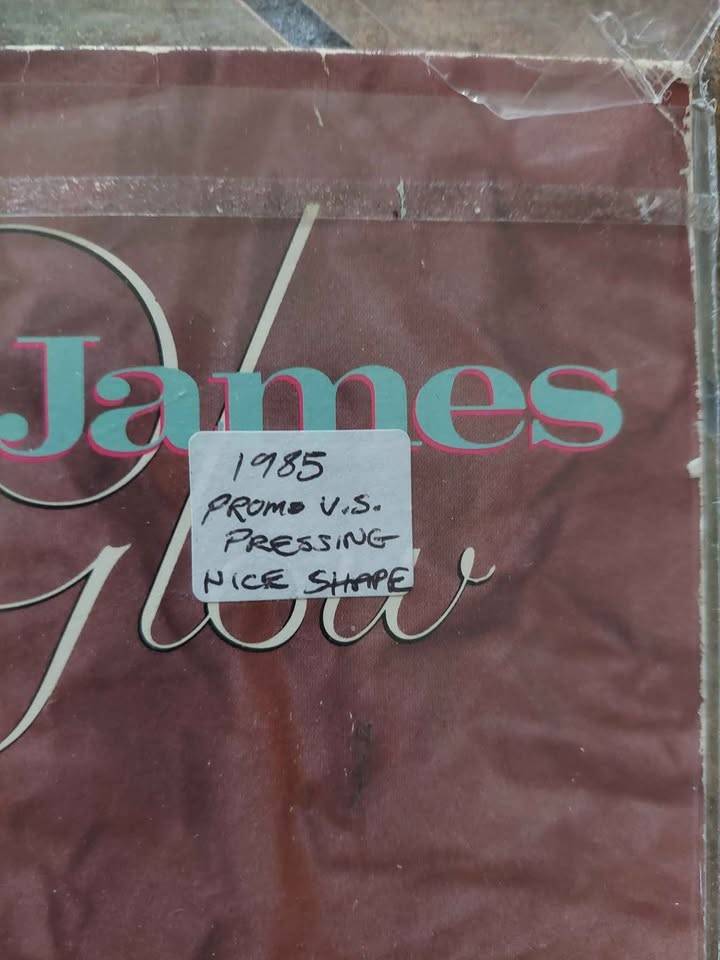 James
Glow
1985
PROMO U.S.
PRESSING
NICE SHAPE